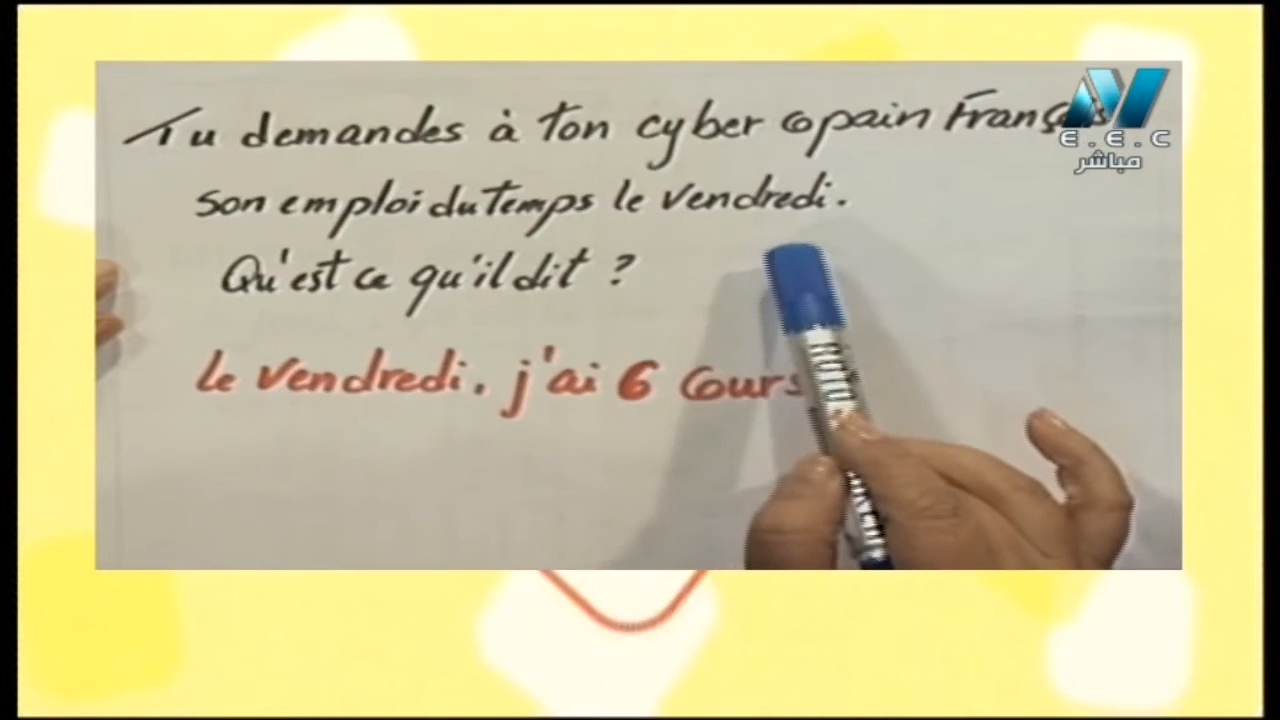 Tu demandes à ton cyber copain Français
son emploi du temps le vendredi.
Qu'est ce qu'il dit ?
le vendredi. j'ai 6 cours
E.E.C
مباشر